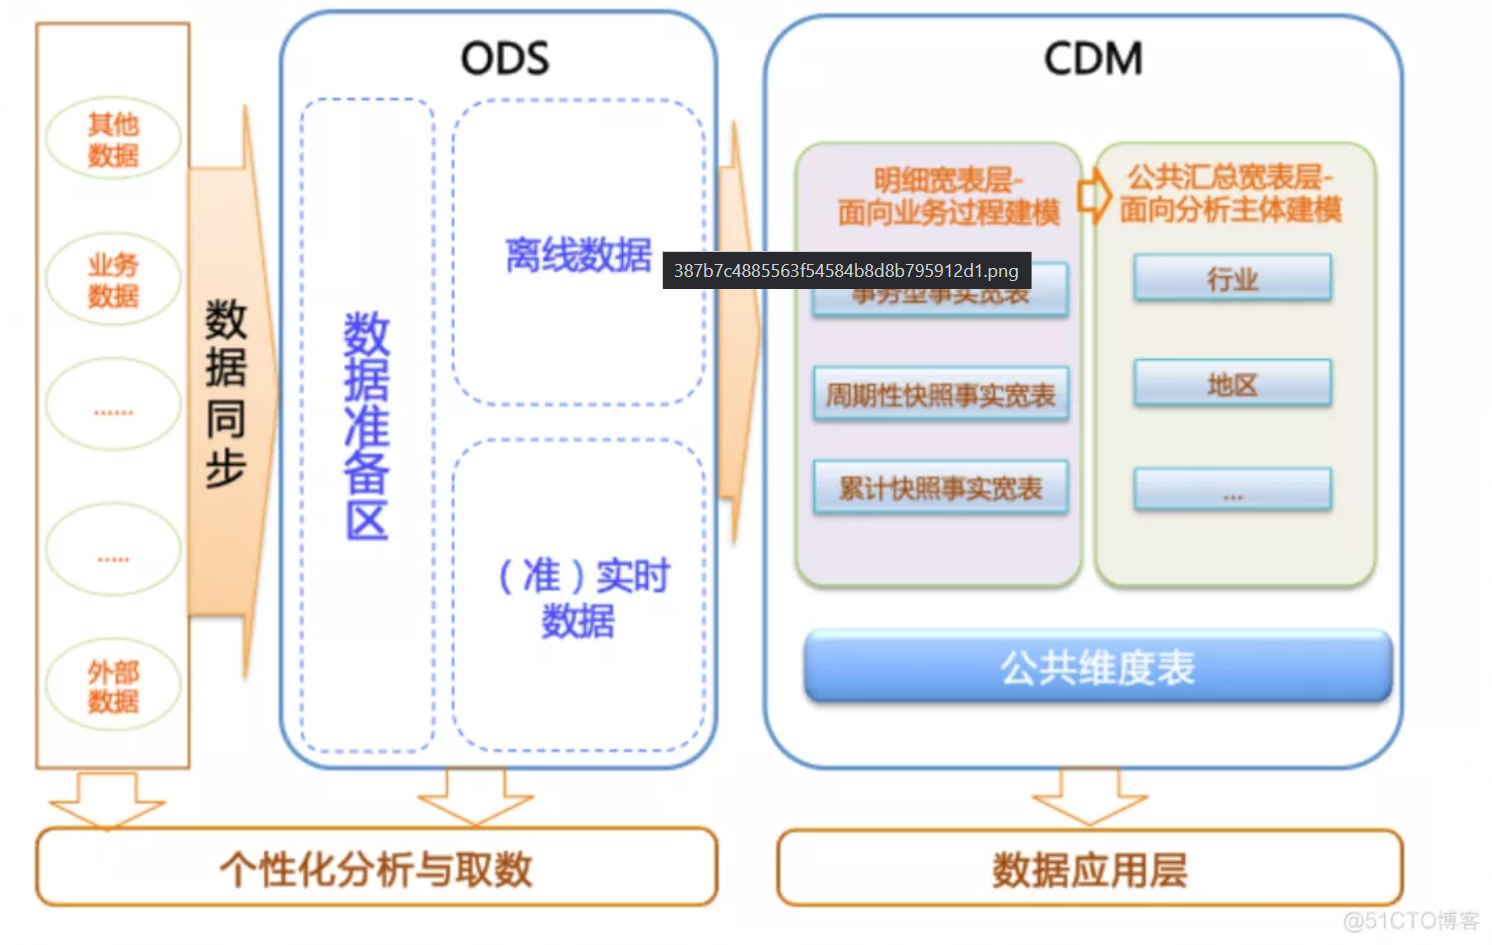 其他
数据
业务
数据
......
.....
外部
数据
数据同步
ODS
数据准备区
离线数据
（准）实时
数据
CDM
明细宽表层-
面向业务过程建模
387b7c4885563f54584b8d8b795912d1.png
事务型事实宽表
周期性快照事实宽表
累计快照事实宽表
公共汇总宽表层-
面向分析主体建模
行业
地区
...
公共维度表
个性化分析与取数
数据应用层
@51CTO博客